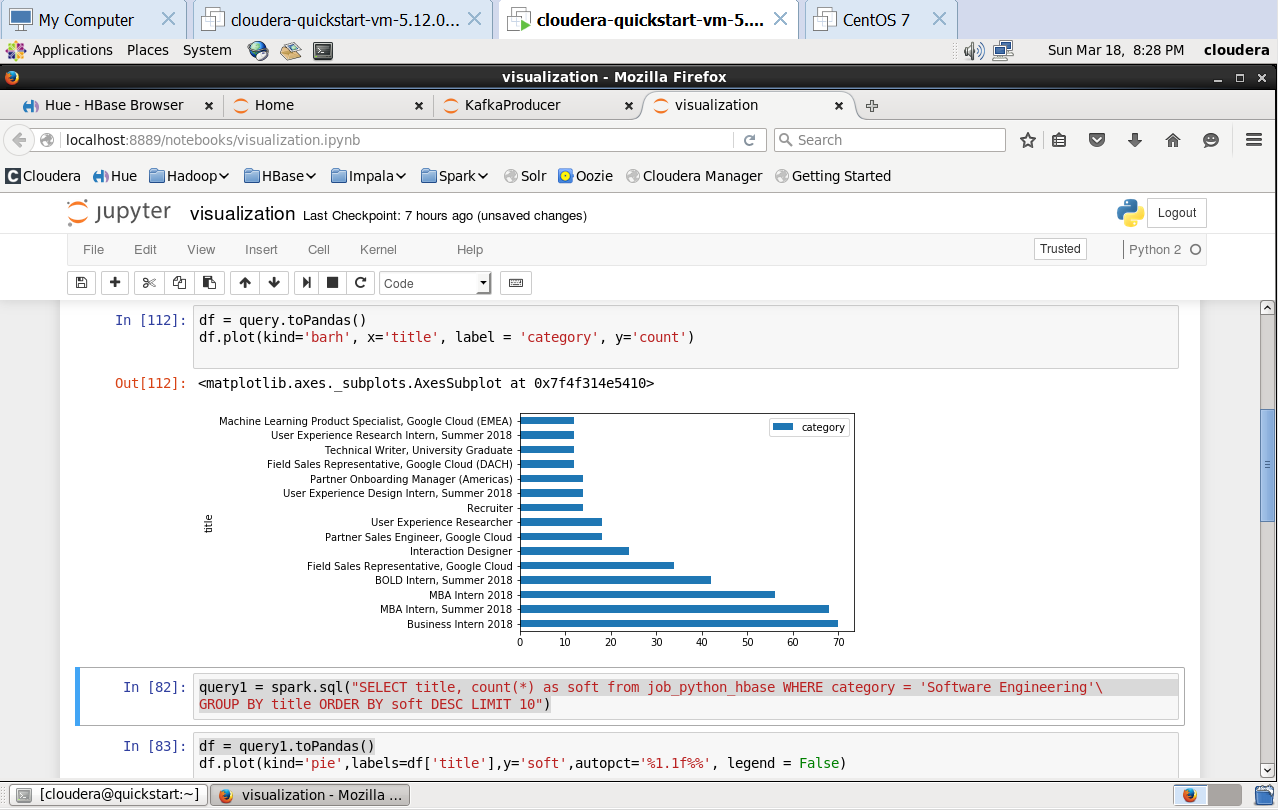 My Computer
cloudera-quickstart-vm-5.12.0...
cloudera-quickstart-vm-5....
CentOS 7
Applications Places System
Sun Mar 18, 8:28 PM cloudera
visualization - Mozilla Firefox
Hue - HBase Browser
Home
KafkaProducer
visualization
localhost:8889/notebooks/visualization.ipynb
Search
Cloudera Hue Hadoop HBase Impala Spark Solr Oozie Cloudera Manager Getting Started
jupyter visualization Last Checkpoint: 7 hours ago (unsaved changes)
Logout
File Edit View Insert Cell Kernel Help
Trusted
Python 2
Code
In [112]: df = query.toPandas()
df.plot(kind='barh', x='title', label = 'category', y='count')
Out[112]: <matplotlib.axes._subplots.AxesSubplot at 0x7f4f314e5410>
category
title
Machine Learning Product Specialist, Google Cloud (EMEA)
User Experience Research Intern, Summer 2018
Technical Writer, University Graduate
Field Sales Representative, Google Cloud (DACH)
Partner Onboarding Manager (Americas)
User Experience Design Intern, Summer 2018
Recruiter
User Experience Researcher
Partner Sales Engineer, Google Cloud
Interaction Designer
Field Sales Representative, Google Cloud
BOLD Intern, Summer 2018
MBA Intern 2018
MBA Intern, Summer 2018
Business Intern 2018
0 10 20 30 40 50 60 70
In [82]: query1 = spark.sql("SELECT title, count(*) as soft from job_python_hbase WHERE category = 'Software Engineering'\
GROUP BY title ORDER BY soft DESC LIMIT 10")
In [83]: df = query1.toPandas()
df.plot(kind='pie',labels=df['title'],y='soft',autopct='%1.1f%%', legend = False)
[cloudera@quickstart:~]
visualization - Mozilla ...